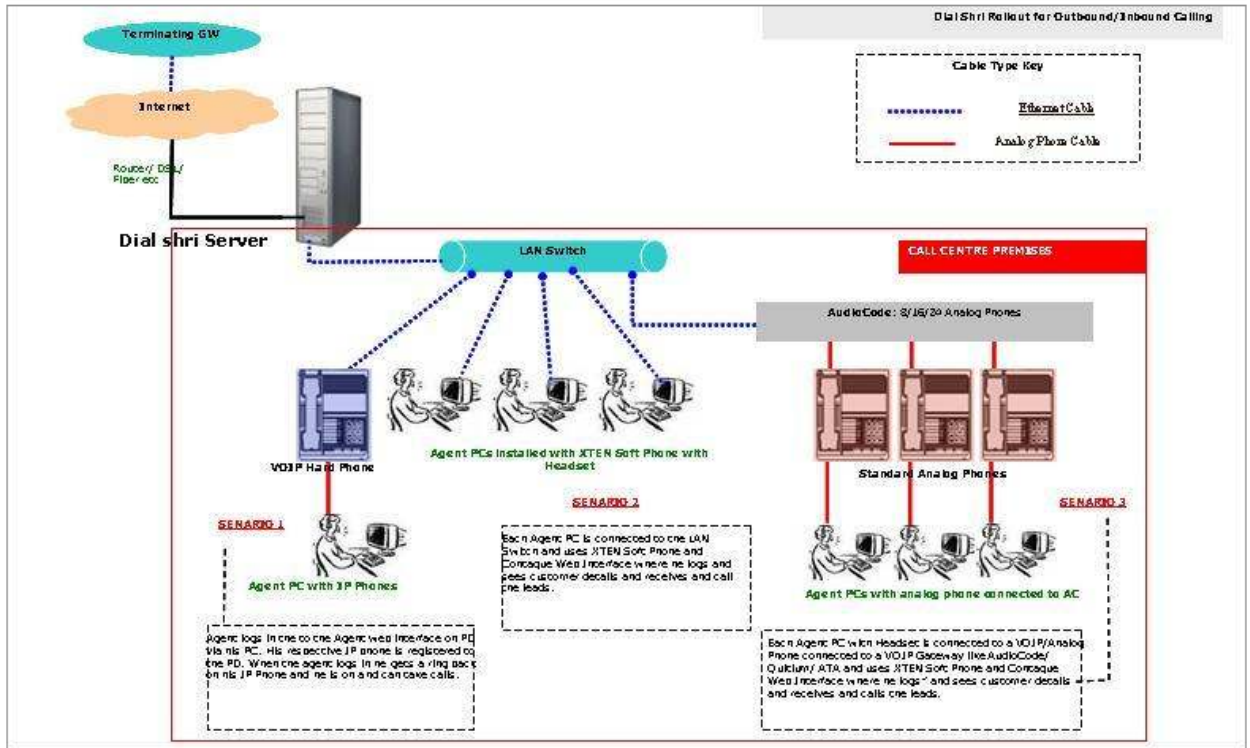 Dial Shri Rollout for Outbound/Inbound Calling
Terminating GW
Internet
Router/ DSL/
Fiber etc
Cable Type Key
Ethernet Cable
Analog Phone Cable
Dial shri Server
LAN Switch
CALL CENTRE PREMISES
AudioCode: 8/16/24 Analog Phones
VOIP Hard Phone
Agent PCs installed with XTEN Soft Phone with
Headset
Standard Analog Phones
SENARIO 1
SENARIO 2
SENARIO 3
Agent PC with IP Phones
Each Agent PC is connected to the LAN
Switch and uses XTEN Soft Phone and
Contaque Web Interface where he logs and
sees customer details and receives and call
the leads.
Agent PCs with analog phone connected to AC
Agent logs in the to the Agent web interface on PD
via his PC. His respective IP phone is registered to
the PD. When the agent logs in he gets a ring back
on his IP Phone and he is on and can take calls.
Each Agent PC with Headset is connected to a VOIP/Analog
Phone connected to a VOIP Gateway like AudioCode/
Quicium/ ATA and uses XTEN Soft Phone and Contaque
Web Interface where he logs and sees customer details
and receives and calls the leads.